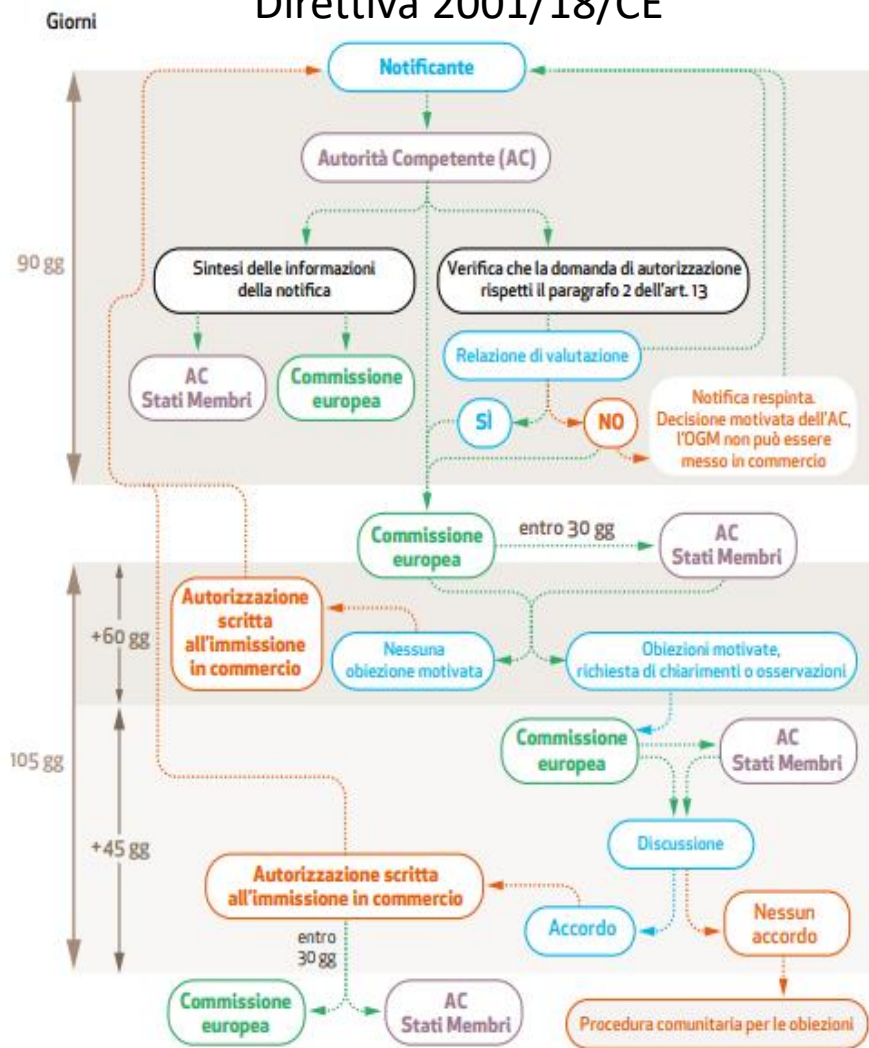 Direttiva 2001/18/CE
Giorni
Notificante
Autorità Competente (AC)
90 gg
Sintesi delle informazioni
della notifica
Verifica che la domanda di autorizzazione
rispetti il paragrafo 2 dell'art. 13
AC
Stati Membri
Commissione
europea
Relazione di valutazione
SÌ
NO
Notifica respinta.
Decisione motivata dell'AC,
l'OGM non può essere
messo in commercio
Commissione
europea
entro 30 gg
AC
Stati Membri
105 gg
+60 gg
Autorizzazione
scritta
all'immissione
in commercio
Nessuna
obiezione motivata
Obiezioni motivate,
richiesta di chiarimenti o osservazioni
+45 gg
Commissione
europea
AC
Stati Membri
Discussione
Autorizzazione scritta
all'immissione in commercio
Accordo
Nessun
accordo
entro
30 gg
Commissione
europea
AC
Stati Membri
Procedura comunitaria per le obiezioni